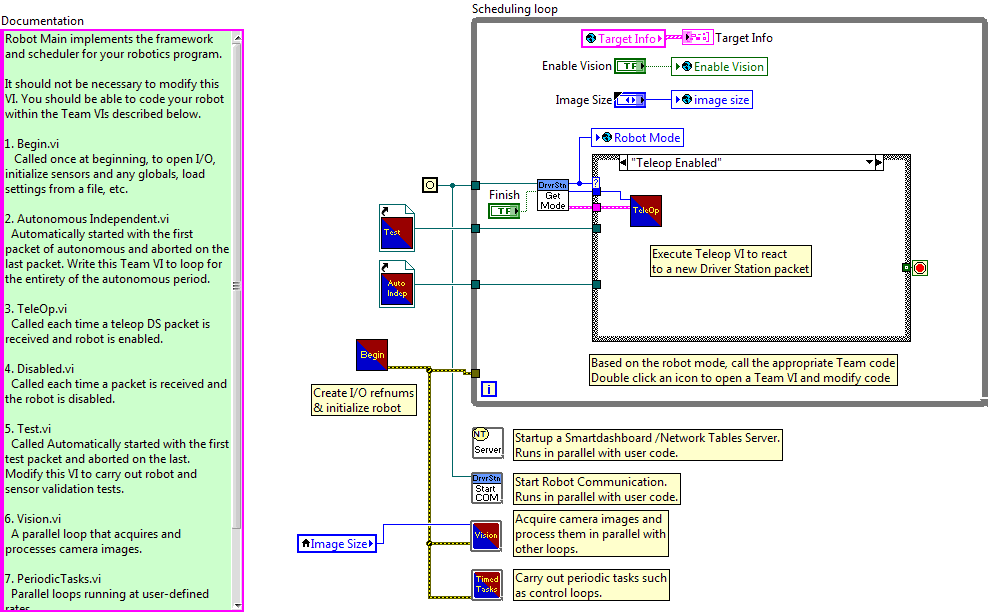 Documentation
Robot Main implements the framework
and scheduler for your robotics program.
It should not be necessary to modify this
VI. You should be able to code your robot
within the Team VIs described below.
1. Begin.vi
Called once at beginning, to open I/O,
initialize sensors and any globals, load
settings from a file, etc.
2. Autonomous Independent.vi
Automatically started with the first
packet of autonomous and aborted on the
last packet. Write this Team VI to loop for
the entirety of the autonomous period.
3. TeleOp.vi
Called each time a teleop DS packet is
received and robot is enabled.
4. Disabled.vi
Called each time a packet is received and
the robot is disabled.
5. Test.vi
Called Automatically started with the first
test packet and aborted on the last.
Modify this VI to carry out robot and
sensor validation tests.
6. Vision.vi
A parallel loop that acquires and
processes camera images.
7. PeriodicTasks.vi
Parallel loops running at user-defined
rates.
Scheduling loop
Target Info
Target Info
Enable Vision
TF
Enable Vision
Image Size
image size
Robot Mode
"Teleop Enabled"
Finish
TF
DrvrStn
Get
Mode
?
TeleOp
Test
Auto
Indep
Execute Teleop VI to react
to a new Driver Station packet
Begin
Create I/O refnums
& initialize robot
i
Based on the robot mode, call the appropriate Team code
Double click an icon to open a Team VI and modify code
NT
Server
Startup a Smartdashboard /Network Tables Server.
Runs in parallel with user code.
DrvrStn
Start
COM
Start Robot Communication.
Runs in parallel with user code.
Image Size
Vision
Acquire camera images and
process them in parallel with
other loops.
Timed
Tasks
Carry out periodic tasks such
as control loops.